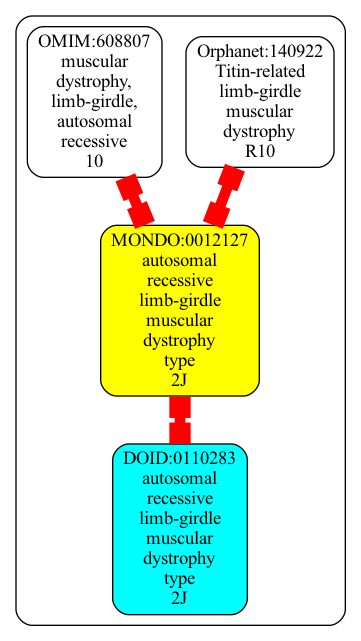 OMIM:608807
muscular
dystrophy,
limb-girdle,
autosomal
recessive
10
Orphanet:140922
Titin-related
limb-girdle
muscular
dystrophy
R10
MONDO:0012127
autosomal
recessive
limb-girdle
muscular
dystrophy
type
2J
DOID:0110283
autosomal
recessive
limb-girdle
muscular
dystrophy
type
2J